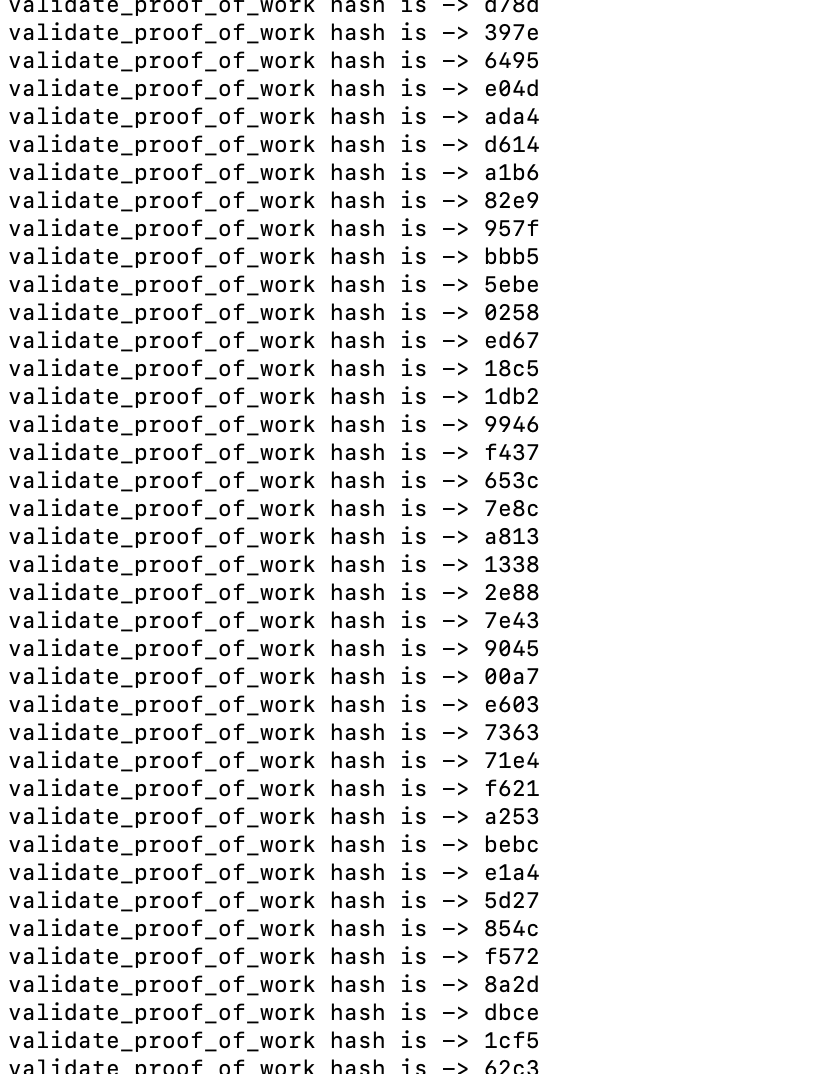 validate_proof_of_work hash is -> d78d
validate_proof_of_work hash is -> 397e
validate_proof_of_work hash is -> 6495
validate_proof_of_work hash is -> e04d
validate_proof_of_work hash is -> ada4
validate_proof_of_work hash is -> d614
validate_proof_of_work hash is -> a1b6
validate_proof_of_work hash is -> 82e9
validate_proof_of_work hash is -> 957f
validate_proof_of_work hash is -> bbb5
validate_proof_of_work hash is -> 5ebe
validate_proof_of_work hash is -> 0258
validate_proof_of_work hash is -> ed67
validate_proof_of_work hash is -> 18c5
validate_proof_of_work hash is -> 1db2
validate_proof_of_work hash is -> 9946
validate_proof_of_work hash is -> f437
validate_proof_of_work hash is -> 653c
validate_proof_of_work hash is -> 7e8c
validate_proof_of_work hash is -> a813
validate_proof_of_work hash is -> 1338
validate_proof_of_work hash is -> 2e88
validate_proof_of_work hash is -> 7e43
validate_proof_of_work hash is -> 9045
validate_proof_of_work hash is -> 00a7
validate_proof_of_work hash is -> e603
validate_proof_of_work hash is -> 7363
validate_proof_of_work hash is -> 71e4
validate_proof_of_work hash is -> f621
validate_proof_of_work hash is -> a253
validate_proof_of_work hash is -> bebc
validate_proof_of_work hash is -> e1a4
validate_proof_of_work hash is -> 5d27
validate_proof_of_work hash is -> 854c
validate_proof_of_work hash is -> f572
validate_proof_of_work hash is -> 8a2d
validate_proof_of_work hash is -> dbce
validate_proof_of_work hash is -> 1cf5
validate_proof_of_work hash is -> 62c3